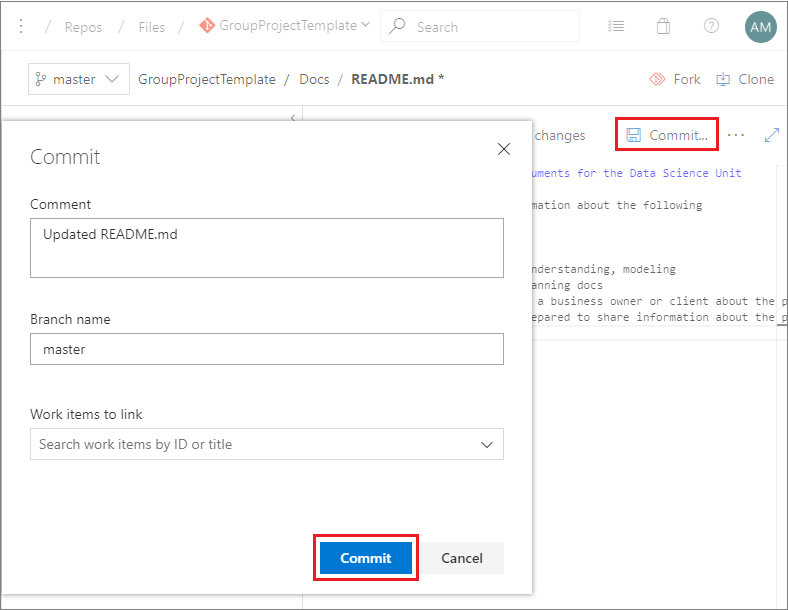 / Repos / Files / GroupProjectTemplate Search ? AM
master GroupProjectTemplate / Docs / README.md * Fork Clone
changes Commit... ...
Commit
Comment
Updated README.md
Branch name
master
Work items to link
Search work items by ID or title
Commit Cancel
uments for the Data Science Unit
mation about the following
nderstanding, modeling
anning docs
a business owner or client about the p
epared to share information about the p